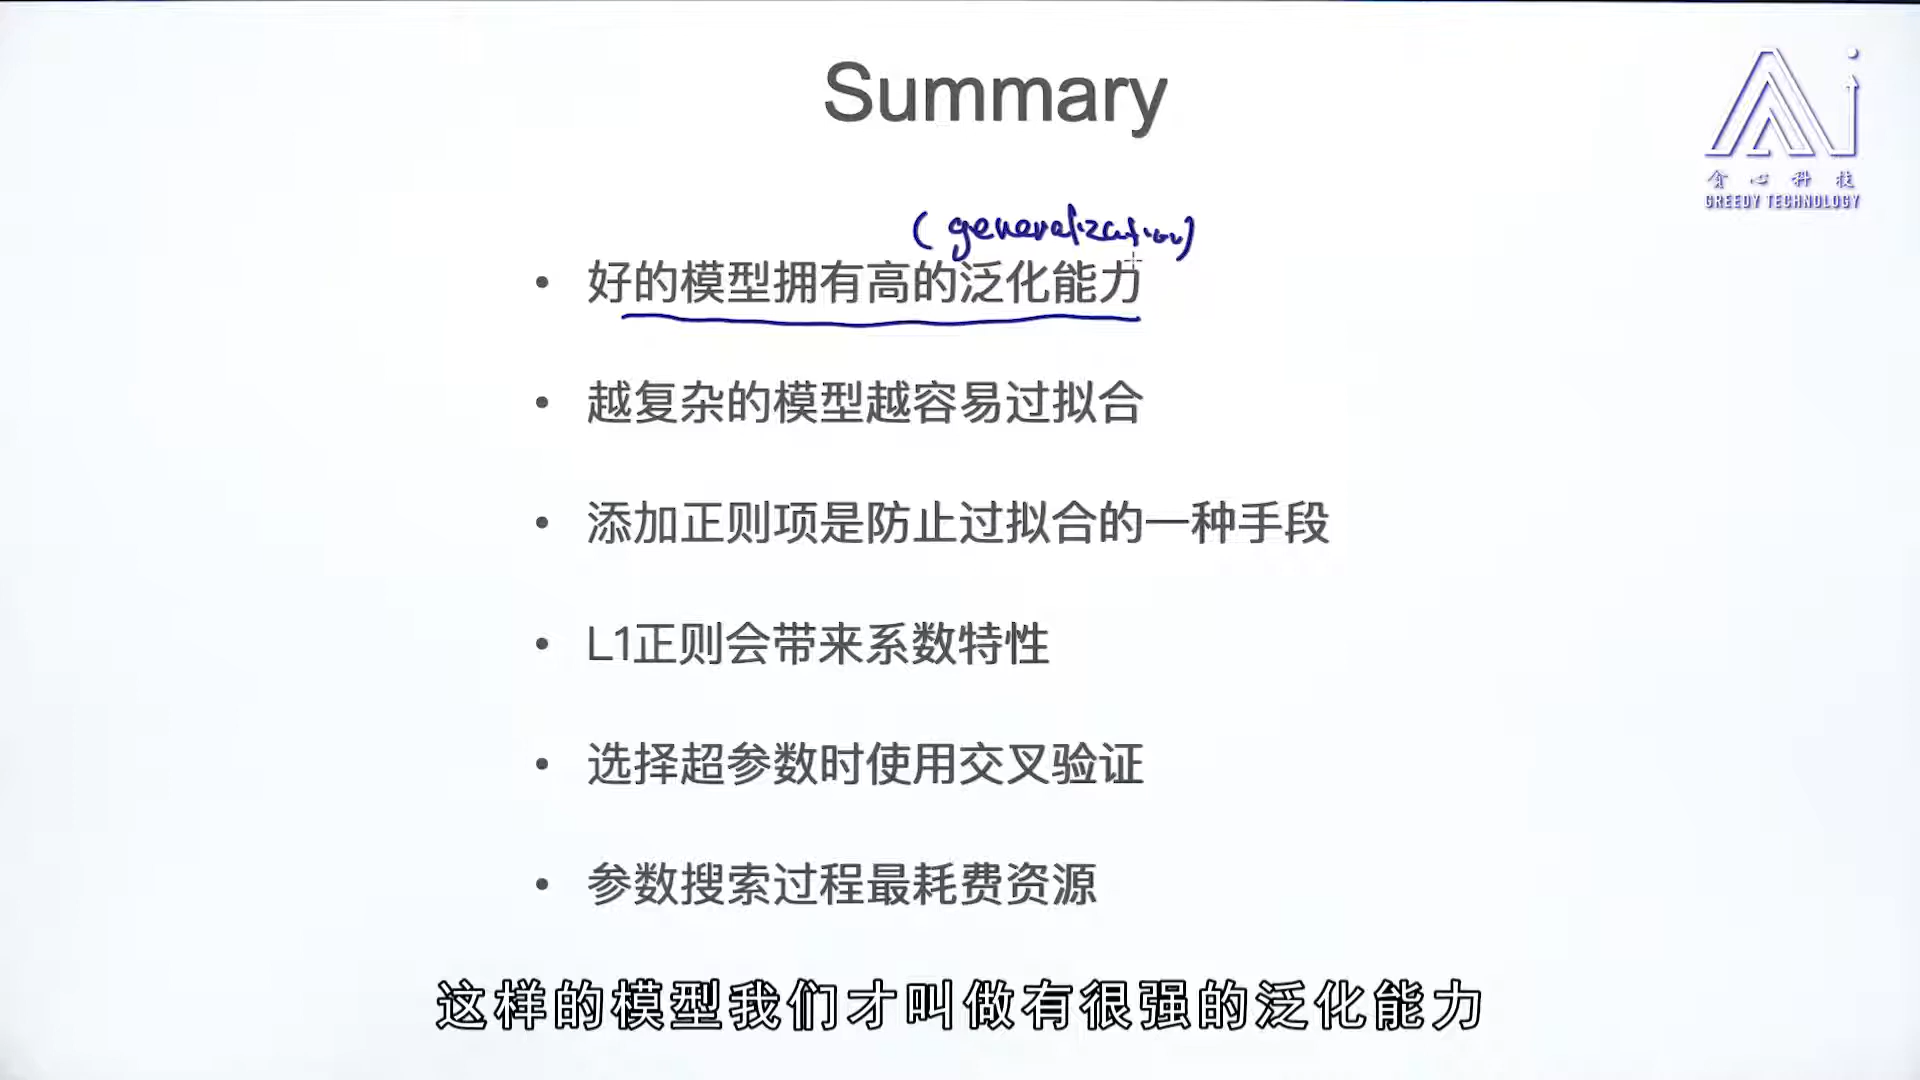 Summary
贪心科技
GREEDY TECHNOLOGY
(generalization)
• 好的模型拥有高的泛化能力
• 越复杂的模型越容易过拟合
• 添加正则项是防止过拟合的一种手段
• L1正则会带来系数特性
• 选择超参数时使用交叉验证
• 参数搜索过程最耗费资源
这样的模型我们才叫做有很强的泛化能力